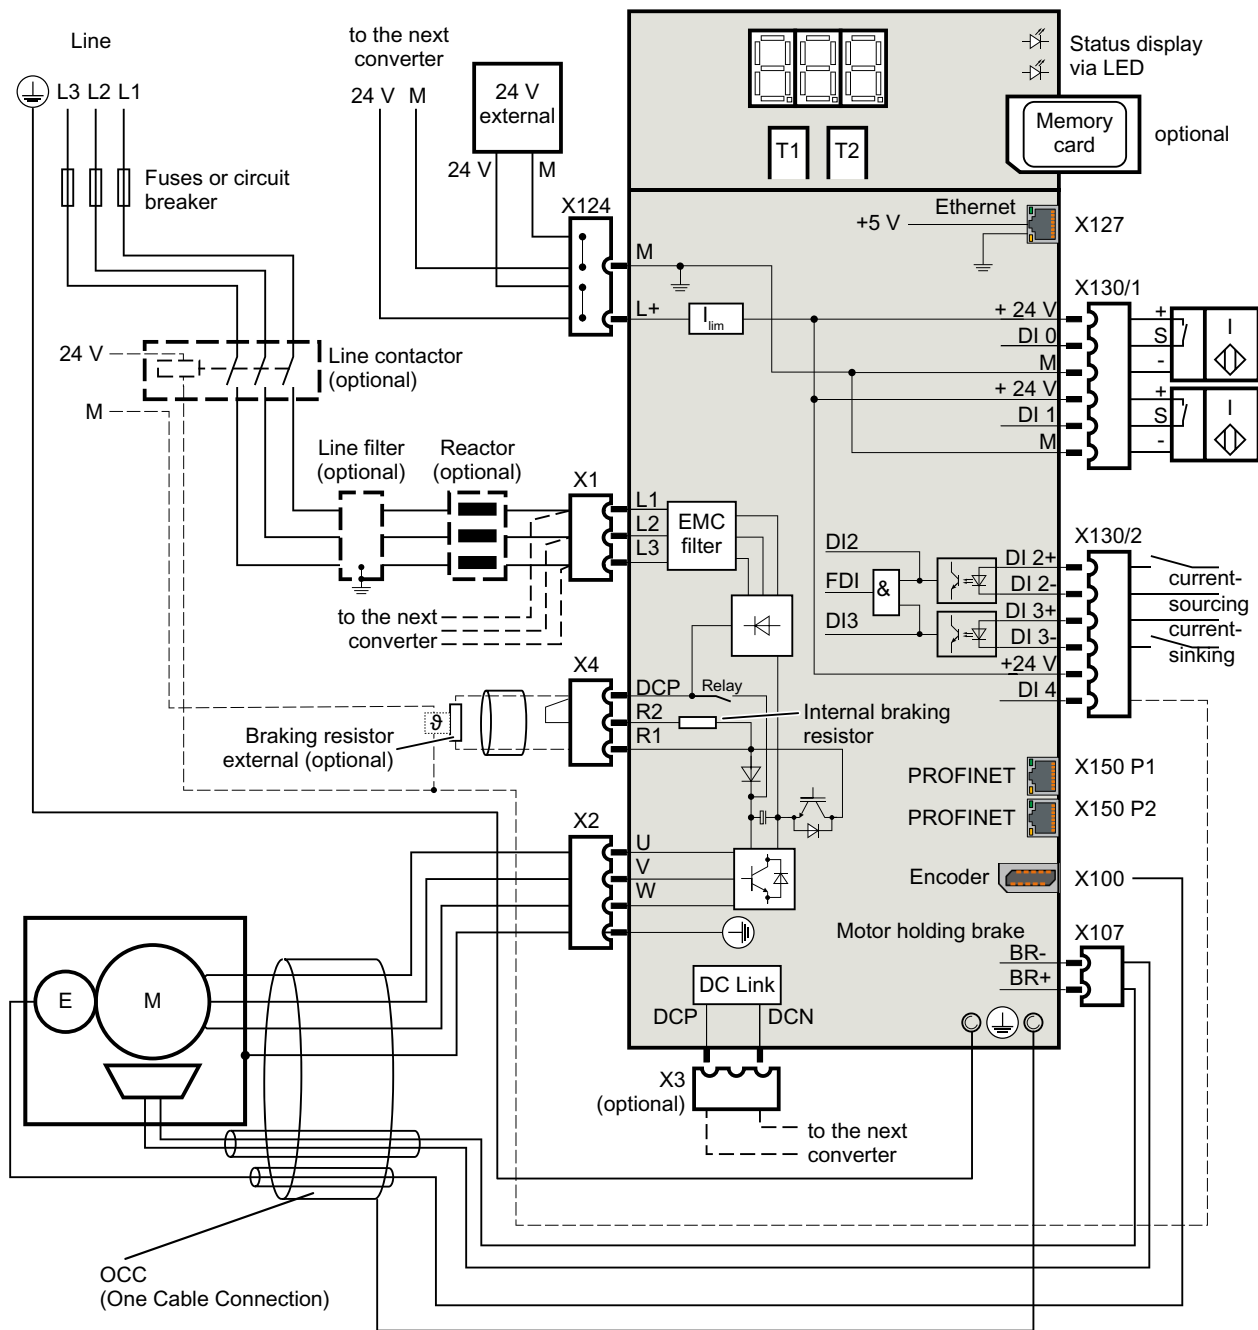 Line
L3 L2 L1
Fuses or circuit
breaker
to the next
converter
24 V M
24 V
external
24 V
M
X124
Status display
via LED
Memory
card
optional
T1
T2
Ethernet
+5 V
X127
M
L+
Ilim
X130/1
+ 24 V
DI 0
M
+ 24 V
DI 1
M
+
S
-
I
+
S
-
I
24 V
Line contactor
(optional)
M
Line filter
(optional)
Reactor
(optional)
X1
L1
L2
L3
EMC
filter
to the next
converter
DI2
FDI
&
DI3
X130/2
DI 2+
DI 2-
DI 3+
DI 3-
+24 V
DI 4
current-
sourcing
current-
sinking
X4
DCP
Relay
R2
R1
Internal braking
resistor
ϑ
Braking resistor
external (optional)
PROFINET
X150 P1
PROFINET
X150 P2
X2
U
V
W
Encoder
X100
Motor holding brake
X107
BR-
BR+
E
M
DC Link
DCP
DCN
X3
(optional)
to the next
converter
OCC
(One Cable Connection)